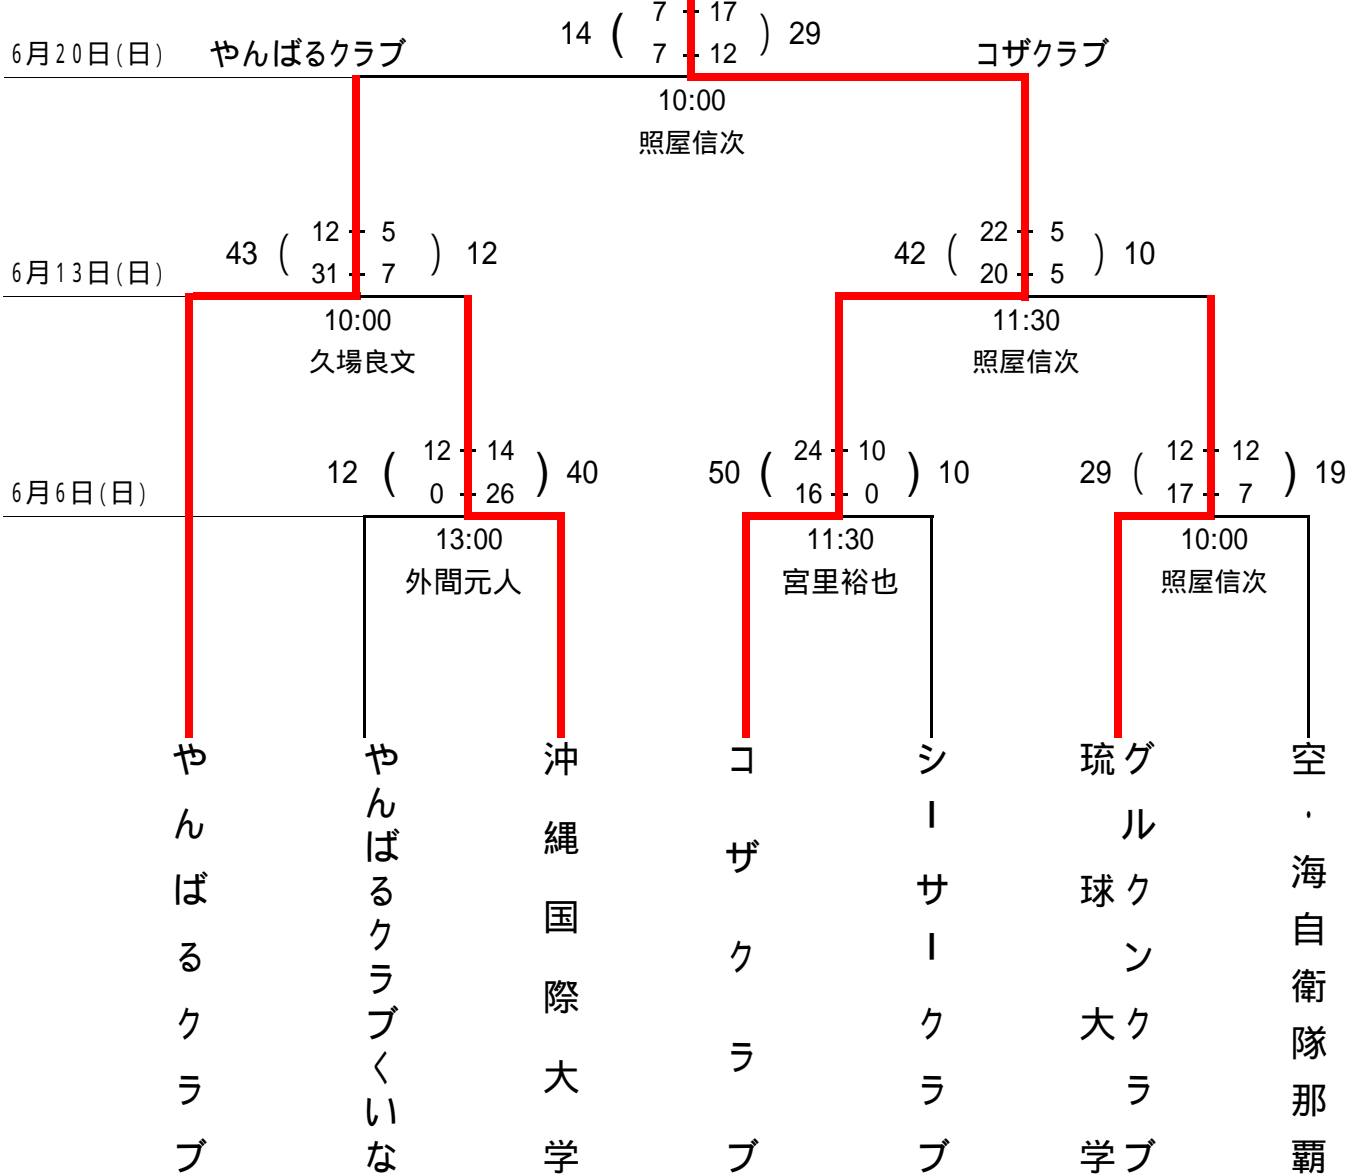 7 17
14 ( ) 29
7 12
6月20日(日) やんばるクラブ コザクラブ
10:00
照屋信次
12 5 22 5
43 ( ) 12 42 ( ) 10
31 7 20 5
6月13日(日)
10:00 11:30
久場良文 照屋信次
12 14 24 10 12 12
12 ( ) 40 50 ( ) 10 29 ( ) 19
0 26 16 0 17 7
6月6日(日)
13:00 11:30 10:00
外間元人 宮里裕也 照屋信次
やんばるクラブ
やんばるクラブくいな
沖縄国際大学
コザクラブ
シーサークラブ
グルクンクラブ
琉球大学
空・海自衛隊那覇